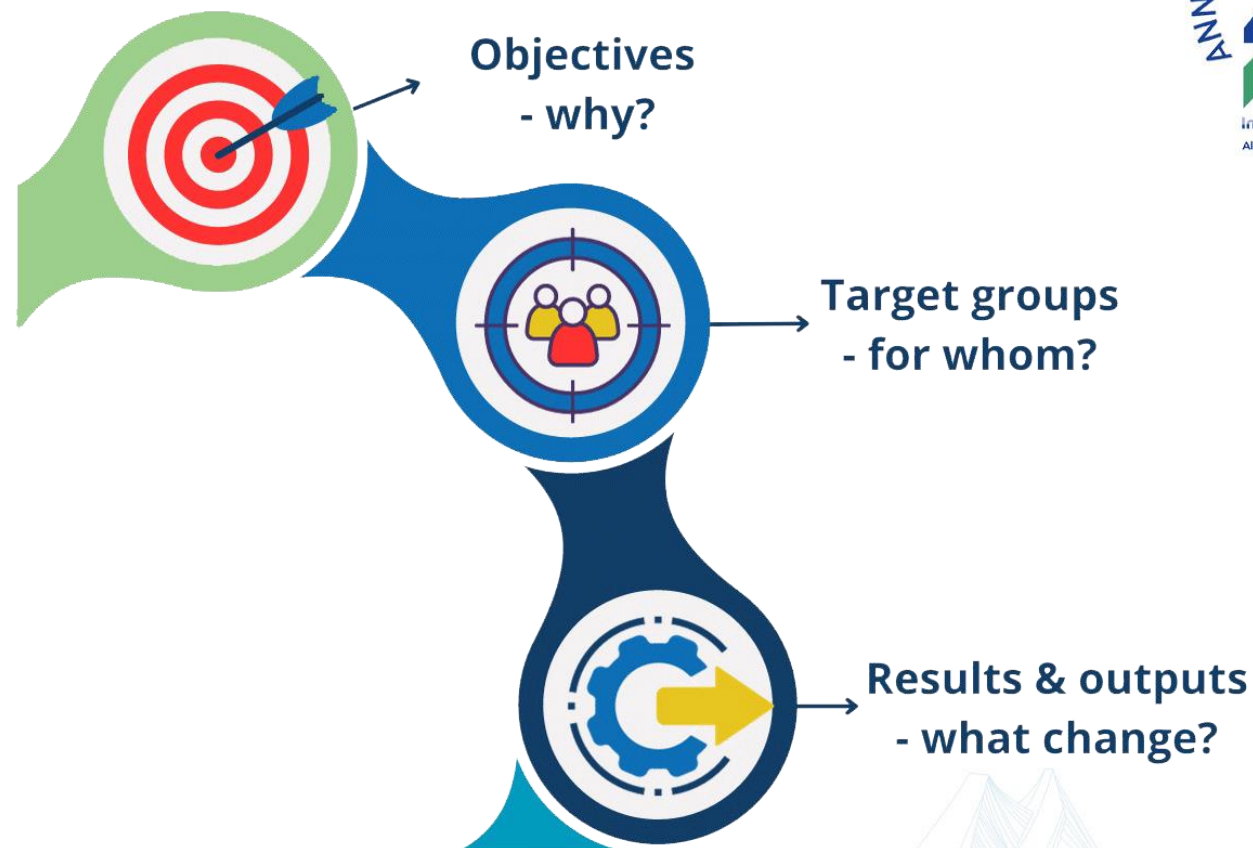 Objectives
- why?
Target groups
- for whom?
Results & outputs
- what change?